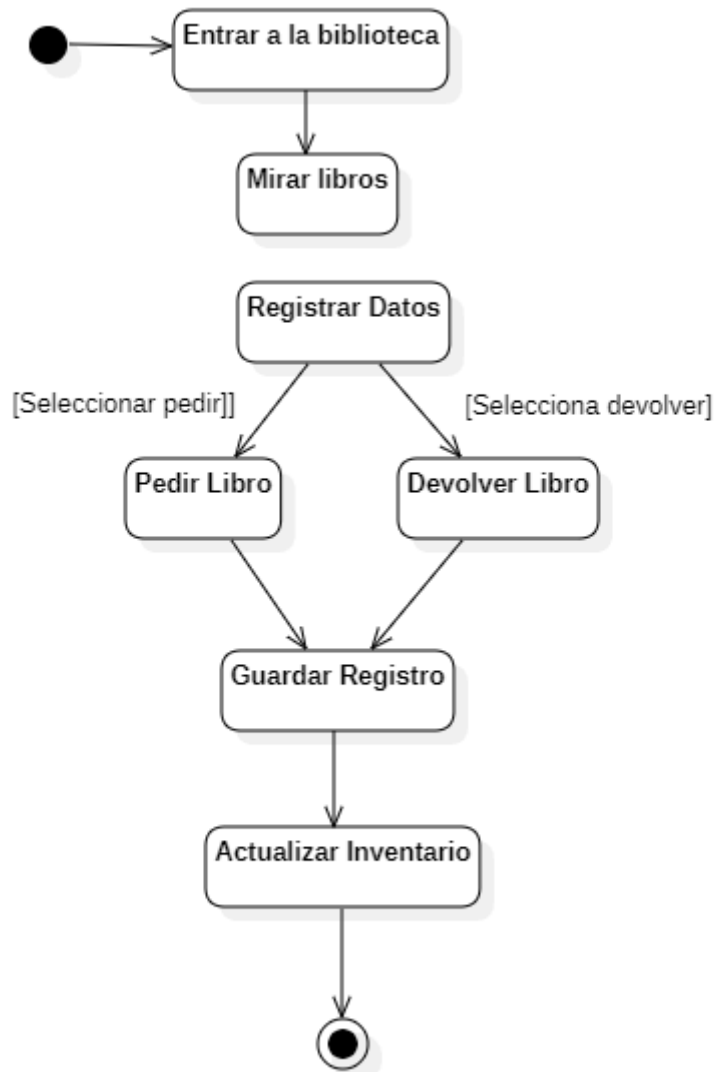 Entrar a la biblioteca
Mirar libros
Registrar Datos
[Seleccionar pedir]]
[Selecciona devolver]
Pedir Libro
Devolver Libro
Guardar Registro
Actualizar Inventario